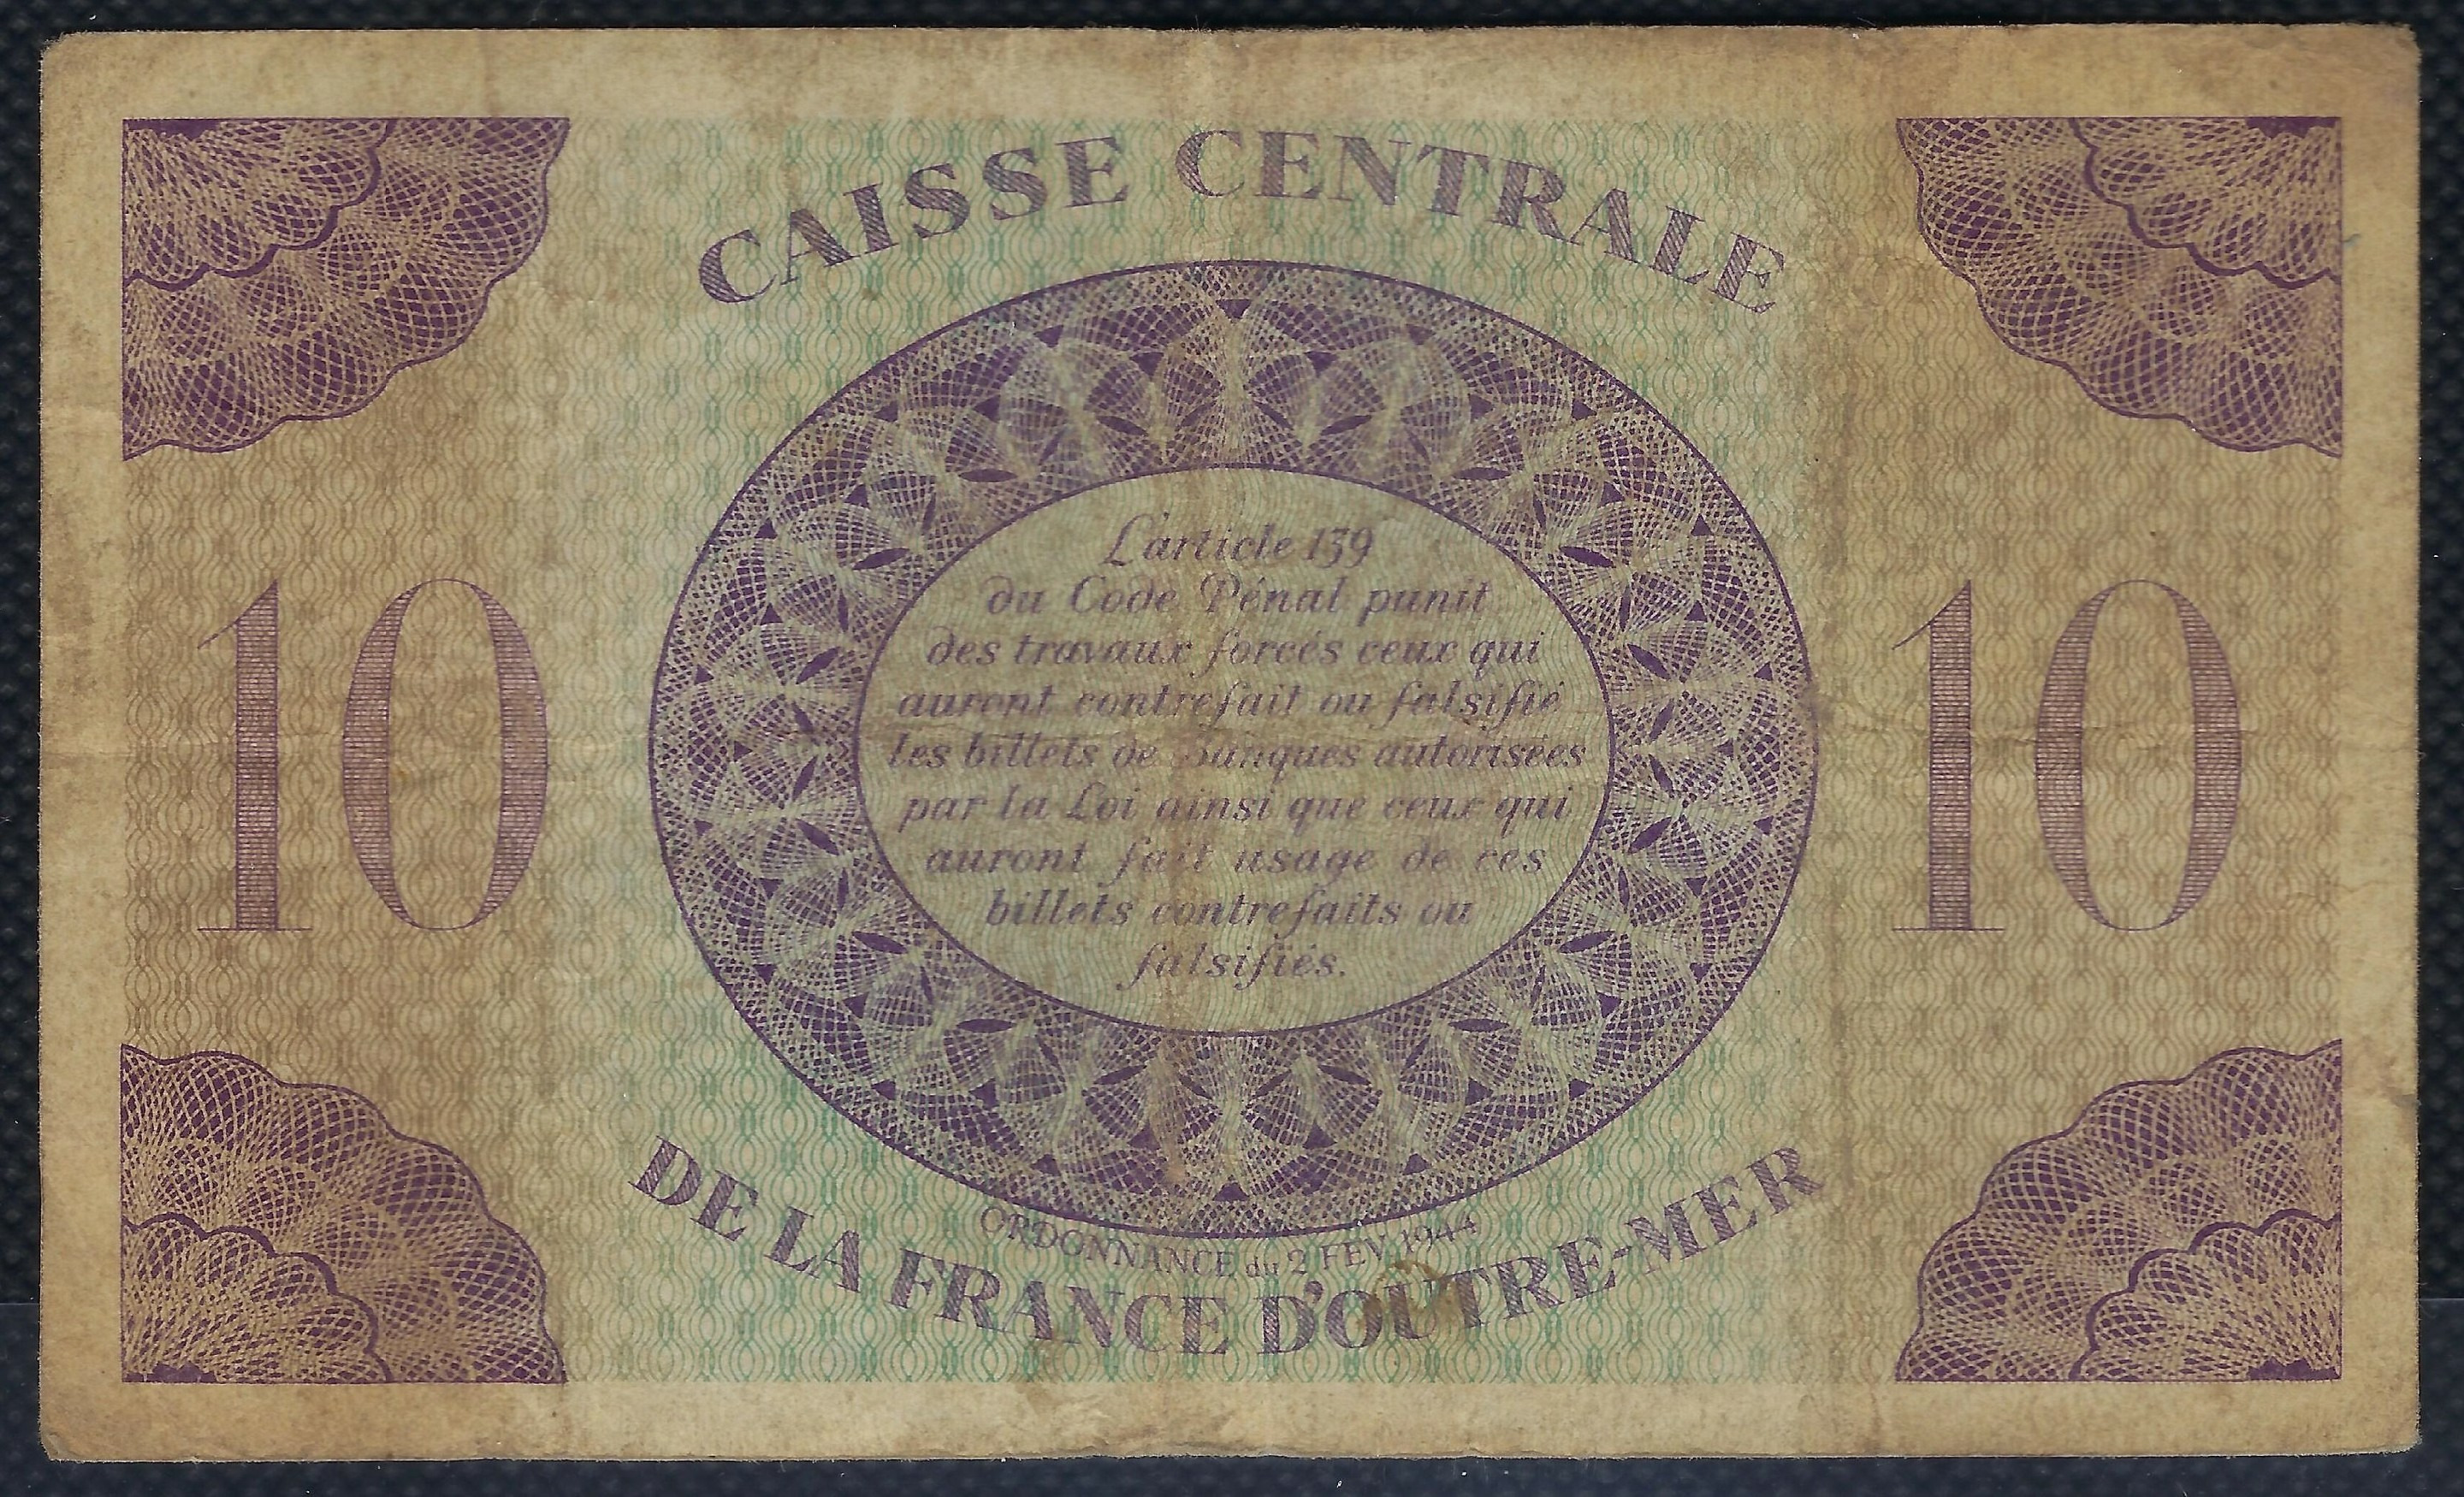 CAISSE CENTRALE
L'article 139
du Code Pénal punit
des travaux forcés ceux qui
auront contrefait ou falsifié
les billets de Banques autorisées
par la Loi ainsi que ceux qui
auront fait usage de ces
billets contrefaits ou
falsifiés.
10
10
ORDONNANCE du 2 FEV. 1944
DE LA FRANCE D'OUTRE-MER